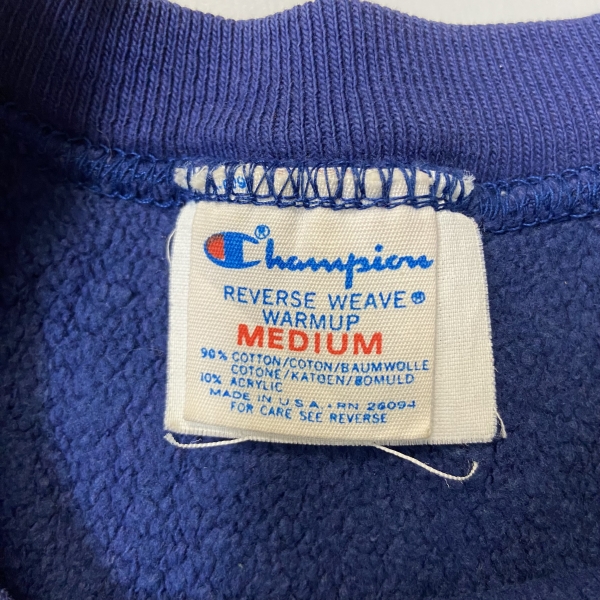 Champion®
REVERSE WEAVE®
WARMUP
MEDIUM
90% COTTON/COTON/BAUMWOLLE
COTONE/KATOEN/BOMULD
10% ACRYLIC
MADE IN U.S.A. • RN 26094
FOR CARE SEE REVERSE